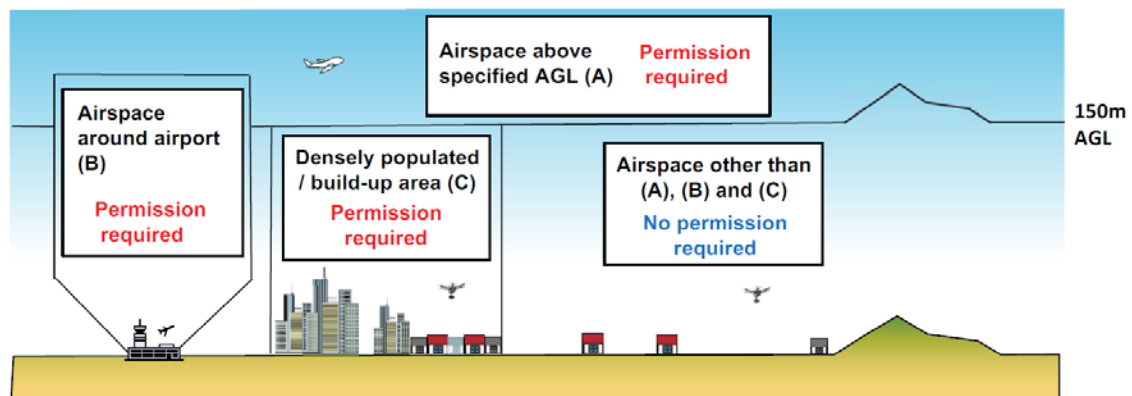 Airspace above
specified AGL (A)
Permission
required
150m
AGL
Airspace
around airport
(B)
Permission
required
Densely populated
/ build-up area (C)
Permission
required
Airspace other than
(A), (B) and (C)
No permission
required